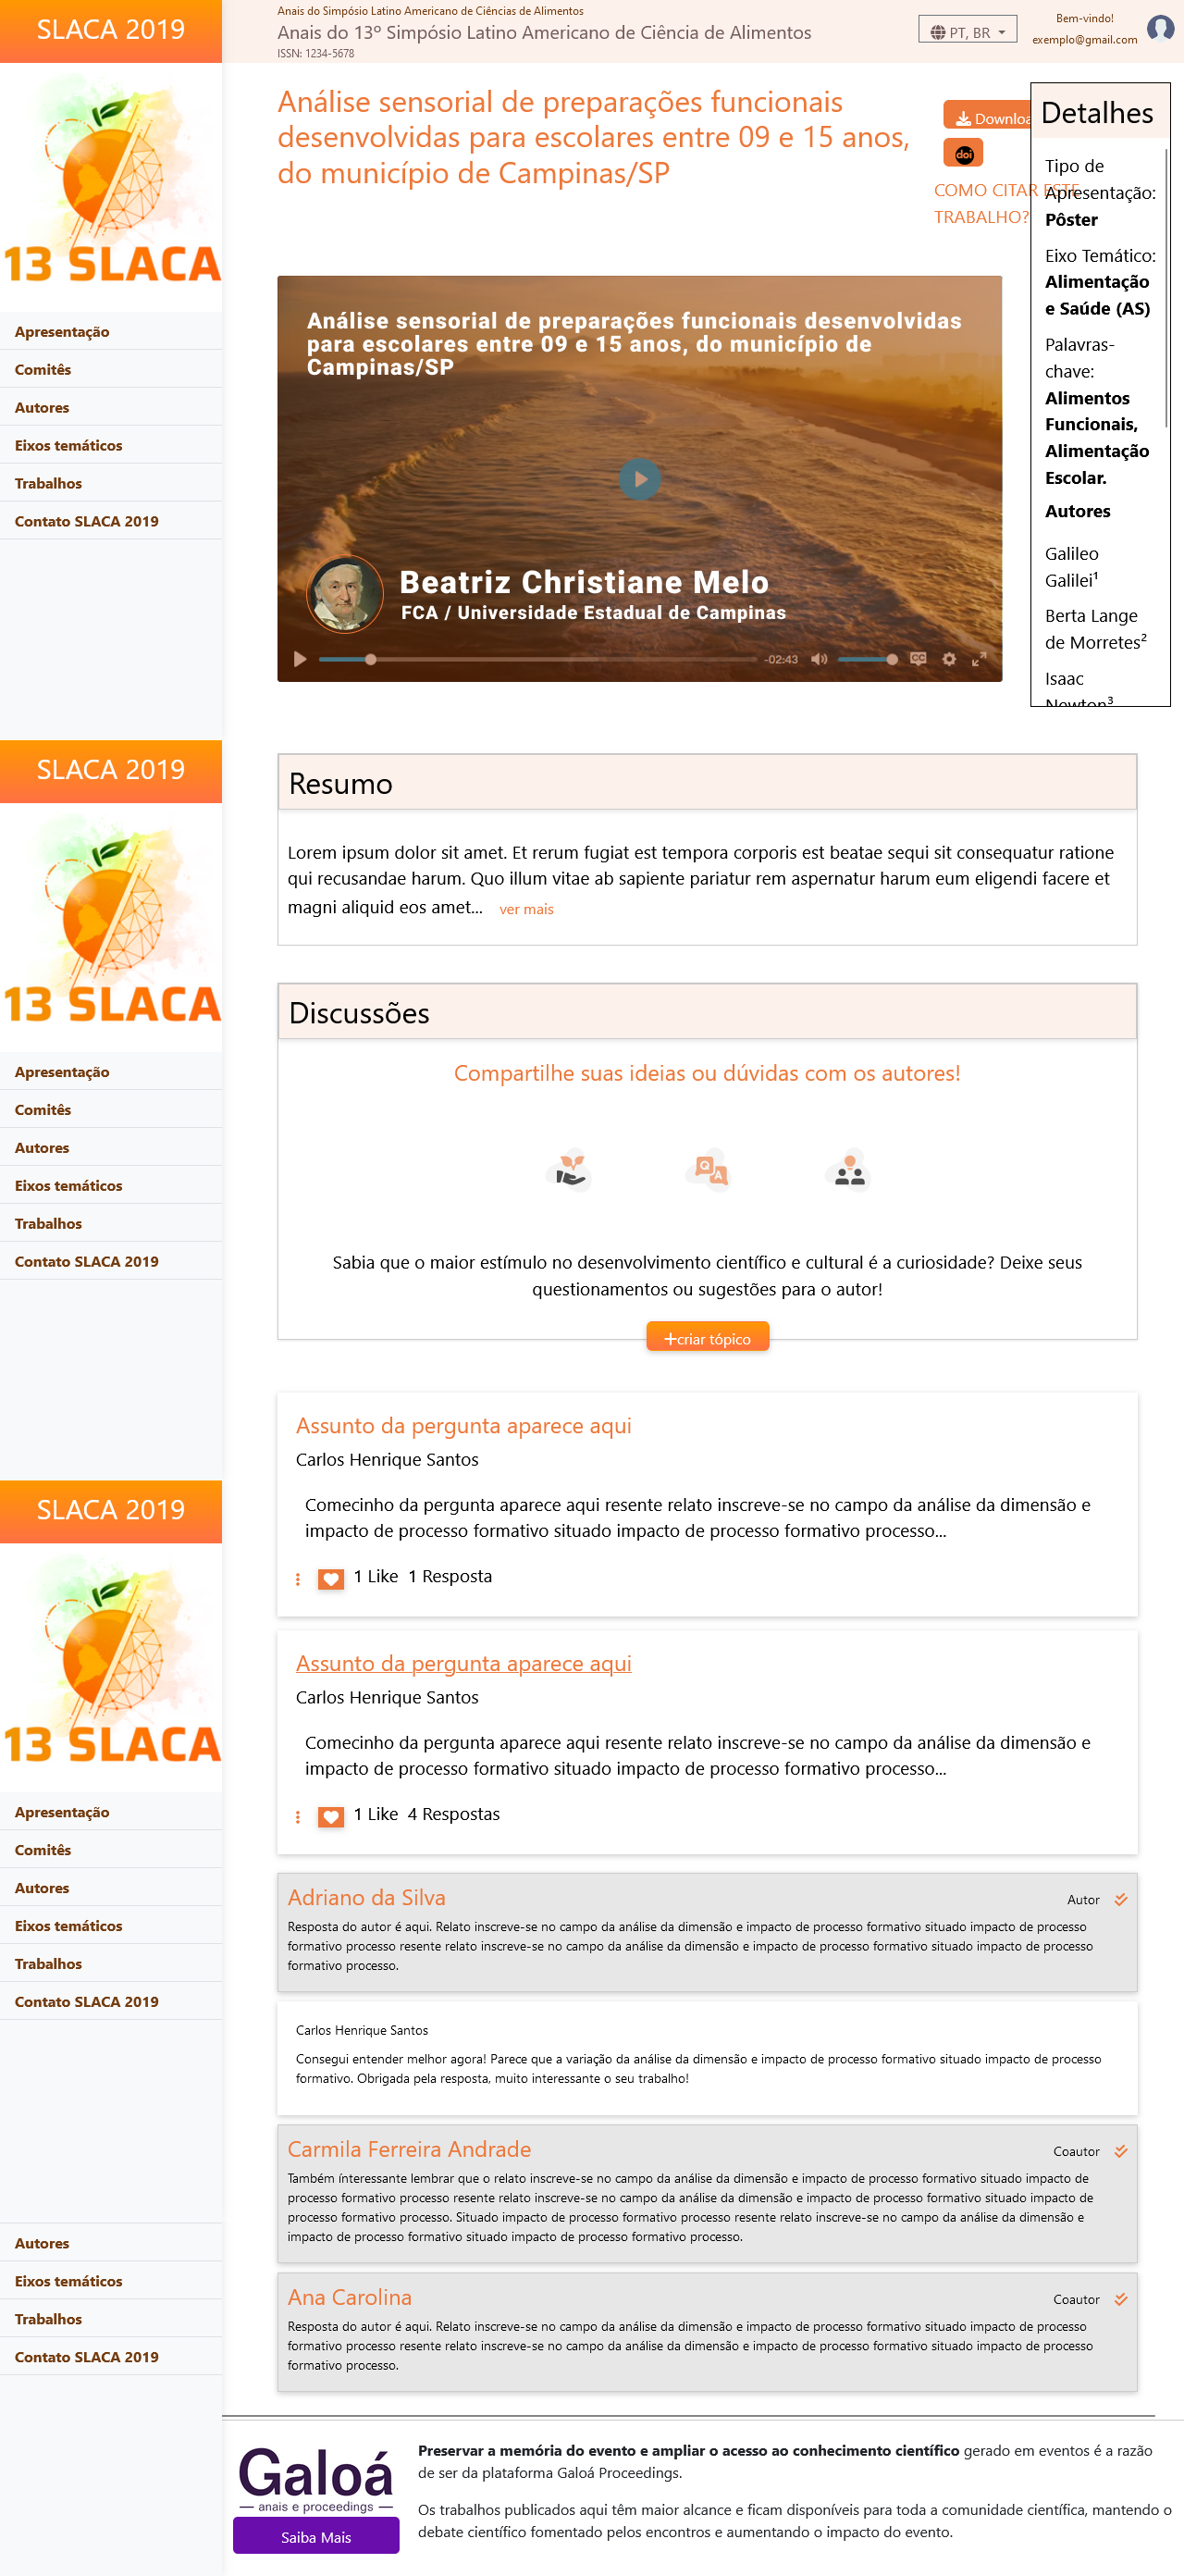 SLACA 2019
Anais do Simpósio Latino Americano de Ciências de Alimentos
Anais do 13º Simpósio Latino Americano de Ciência de Alimentos
ISSN: 1234-5678
PT, BR
Bem-vindo!
exemplo@gmail.com
13 SLACA
Apresentação
Comitês
Autores
Eixos temáticos
Trabalhos
Contato SLACA 2019
Análise sensorial de preparações funcionais
desenvolvidas para escolares entre 09 e 15 anos,
do município de Campinas/SP
Downloa
doi
COMO CITAR ESTE
TRABALHO?
Detalhes
Tipo de
Apresentação:
Pôster
Eixo Temático:
Alimentação
e Saúde (AS)
Palavras-
chave:
Alimentos
Funcionais,
Alimentação
Escolar.
Autores
Galileo
Galilei¹
Berta Lange
de Morretes²
Isaac
Newton³
Análise sensorial de preparações funcionais desenvolvidas
para escolares entre 09 e 15 anos, do município de
Campinas/SP
Beatriz Christiane Melo
FCA / Universidade Estadual de Campinas
-02:43
CC
SLACA 2019
13 SLACA
Apresentação
Comitês
Autores
Eixos temáticos
Trabalhos
Contato SLACA 2019
Resumo
Lorem ipsum dolor sit amet. Et rerum fugiat est tempora corporis est beatae sequi sit consequatur ratione
qui recusandae harum. Quo illum vitae ab sapiente pariatur rem aspernatur harum eum eligendi facere et
magni aliquid eos amet... ver mais
Discussões
Compartilhe suas ideias ou dúvidas com os autores!
Q A
Sabia que o maior estímulo no desenvolvimento científico e cultural é a curiosidade? Deixe seus
questionamentos ou sugestões para o autor!
+criar tópico
Assunto da pergunta aparece aqui
Carlos Henrique Santos
Comecinho da pergunta aparece aqui resente relato inscreve-se no campo da análise da dimensão e
impacto de processo formativo situado impacto de processo formativo processo...
1 Like 1 Resposta
SLACA 2019
13 SLACA
Apresentação
Comitês
Autores
Eixos temáticos
Trabalhos
Contato SLACA 2019
Assunto da pergunta aparece aqui
Carlos Henrique Santos
Comecinho da pergunta aparece aqui resente relato inscreve-se no campo da análise da dimensão e
impacto de processo formativo situado impacto de processo formativo processo...
1 Like 4 Respostas
Adriano da Silva
Autor
Resposta do autor é aqui. Relato inscreve-se no campo da análise da dimensão e impacto de processo formativo situado impacto de processo
formativo processo resente relato inscreve-se no campo da análise da dimensão e impacto de processo formativo situado impacto de processo
formativo processo.
Carlos Henrique Santos
Consegui entender melhor agora! Parece que a variação da análise da dimensão e impacto de processo formativo situado impacto de processo
formativo. Obrigada pela resposta, muito interessante o seu trabalho!
Carmila Ferreira Andrade
Coautor
Também ínteressante lembrar que o relato inscreve-se no campo da análise da dimensão e impacto de processo formativo situado impacto de
processo formativo processo resente relato inscreve-se no campo da análise da dimensão e impacto de processo formativo situado impacto de
processo formativo processo. Situado impacto de processo formativo processo resente relato inscreve-se no campo da análise da dimensão e
impacto de processo formativo situado impacto de processo formativo processo.
Autores
Eixos temáticos
Trabalhos
Contato SLACA 2019
Ana Carolina
Coautor
Resposta do autor é aqui. Relato inscreve-se no campo da análise da dimensão e impacto de processo formativo situado impacto de processo
formativo processo resente relato inscreve-se no campo da análise da dimensão e impacto de processo formativo situado impacto de processo
formativo processo.
Galoá
anais e proceedings
Saiba Mais
Preservar a memória do evento e ampliar o acesso ao conhecimento científico gerado em eventos é a razão
de ser da plataforma Galoá Proceedings.
Os trabalhos publicados aqui têm maior alcance e ficam disponíveis para toda a comunidade científica, mantendo o
debate científico fomentado pelos encontros e aumentando o impacto do evento.